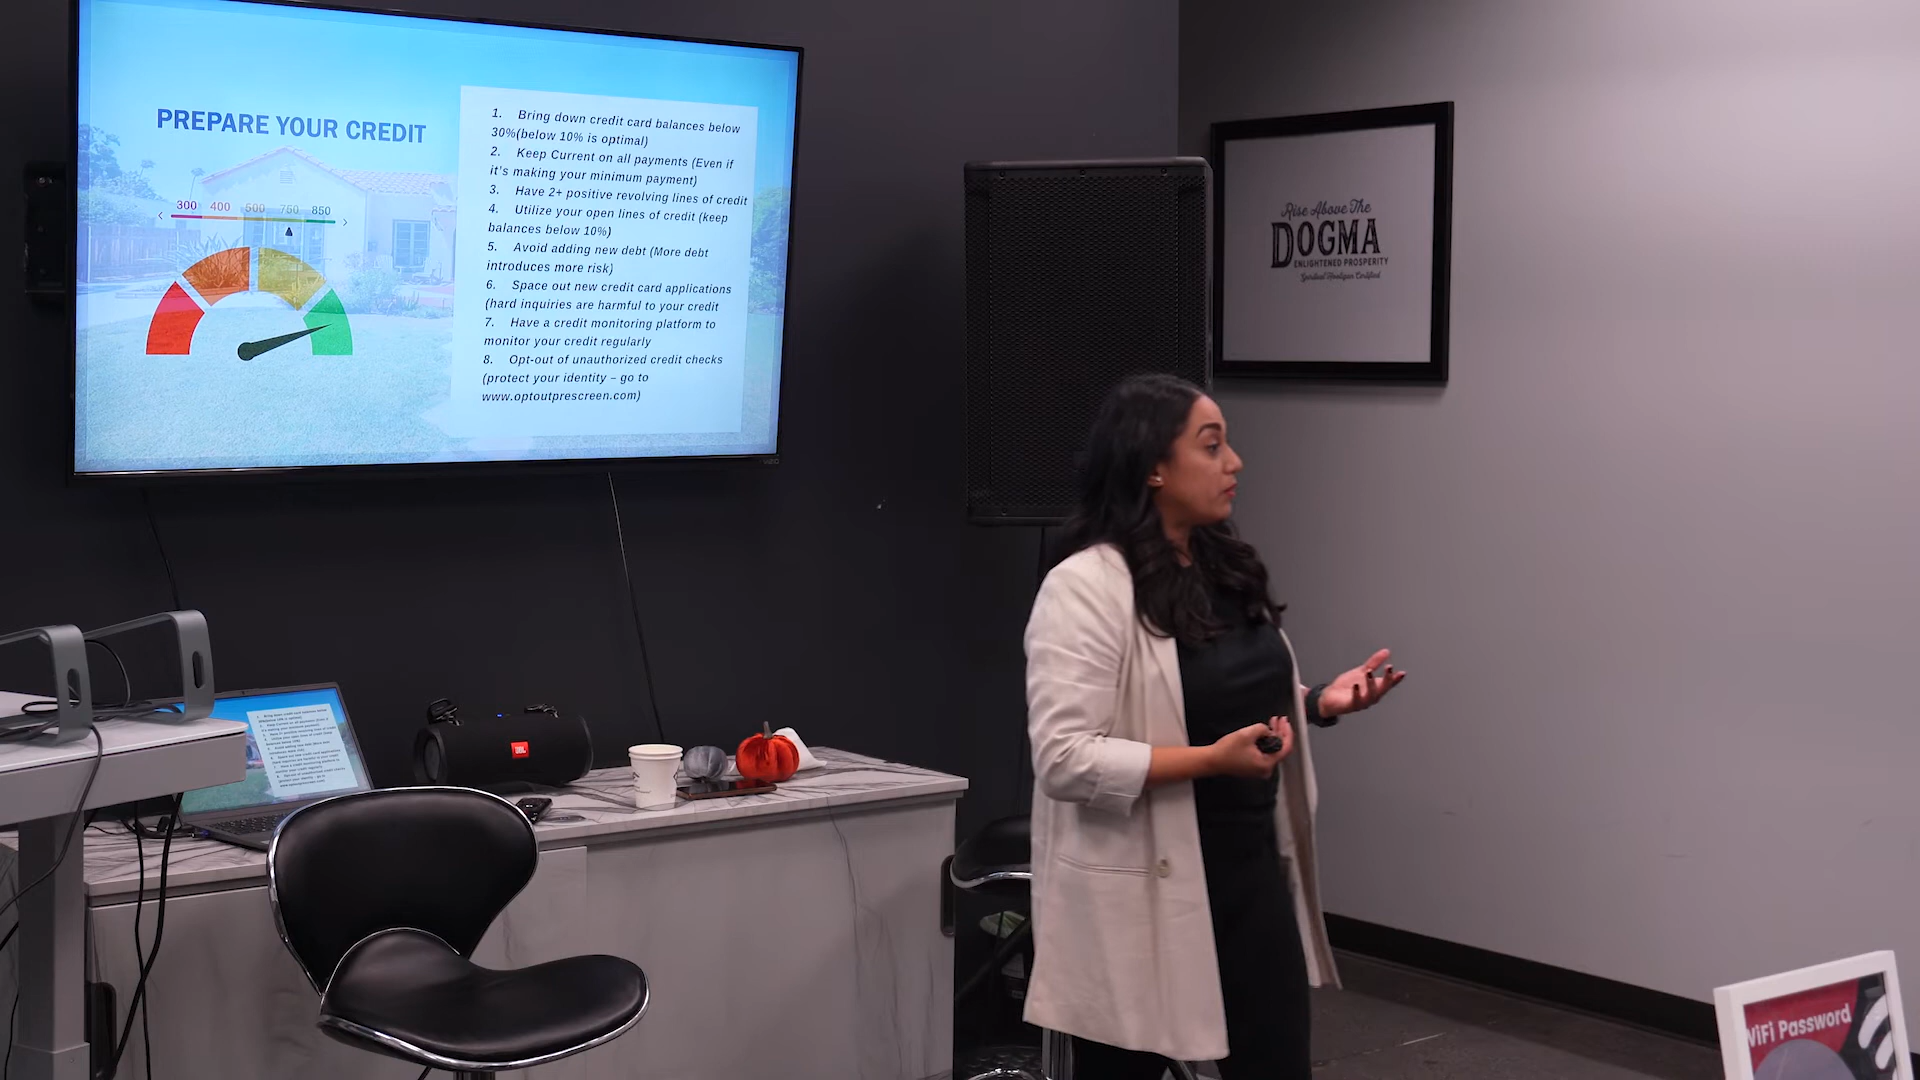 PREPARE YOUR CREDIT
300 400 500 750 850
1. Bring down credit card balances below
30%(below 10% is optimal)
2. Keep Current on all payments (Even if
it's making your minimum payment)
3. Have 2+ positive revolving lines of credit
4. Utilize your open lines of credit (keep
balances below 10%)
5. Avoid adding new debt (More debt
introduces more risk)
6. Space out new credit card applications
(hard inquiries are harmful to your credit
7. Have a credit monitoring platform to
monitor your credit regularly
8. Opt-out of unauthorized credit checks
(protect your identity – go to
www.optoutprescreen.com)
VIZIO
Rise Above The
DOGMA
ENLIGHTENED PROSPERITY
Spiritual Hooligan Certified
JBL
WiFi Password